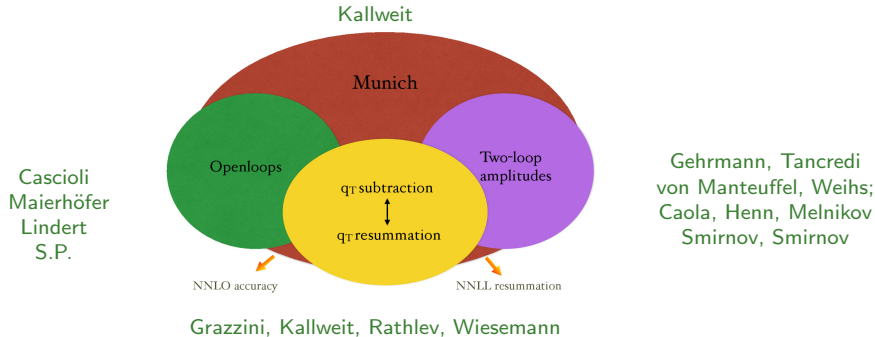 Kallweit
Munich
Openloops
Two-loop
amplitudes
qT subtraction
qT resummation
Cascioli
Maierhöfer
Lindert
S.P.
Gehrmann, Tancredi
von Manteuffel, Weihs;
Caola, Henn, Melnikov
Smirnov, Smirnov
NNLO accuracy
NNLL resummation
Grazzini, Kallweit, Rathlev, Wiesemann